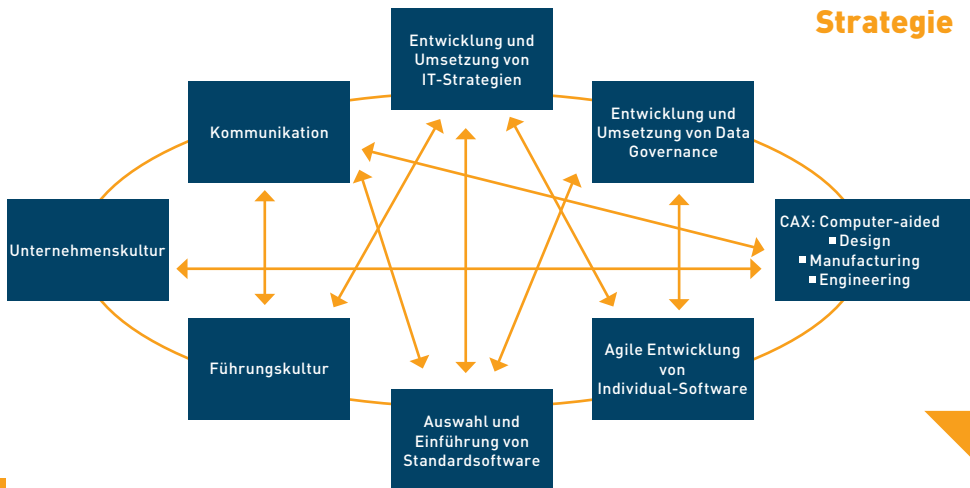 Strategie
Entwicklung und
Umsetzung von
IT-Strategien
Kommunikation
Entwicklung und
Umsetzung von Data
Governance
Unternehmenskultur
CAX: Computer-aided
▪ Design
▪ Manufacturing
▪ Engineering
Führungskultur
Agile Entwicklung
von
Individual-Software
Auswahl und
Einführung von
Standardsoftware